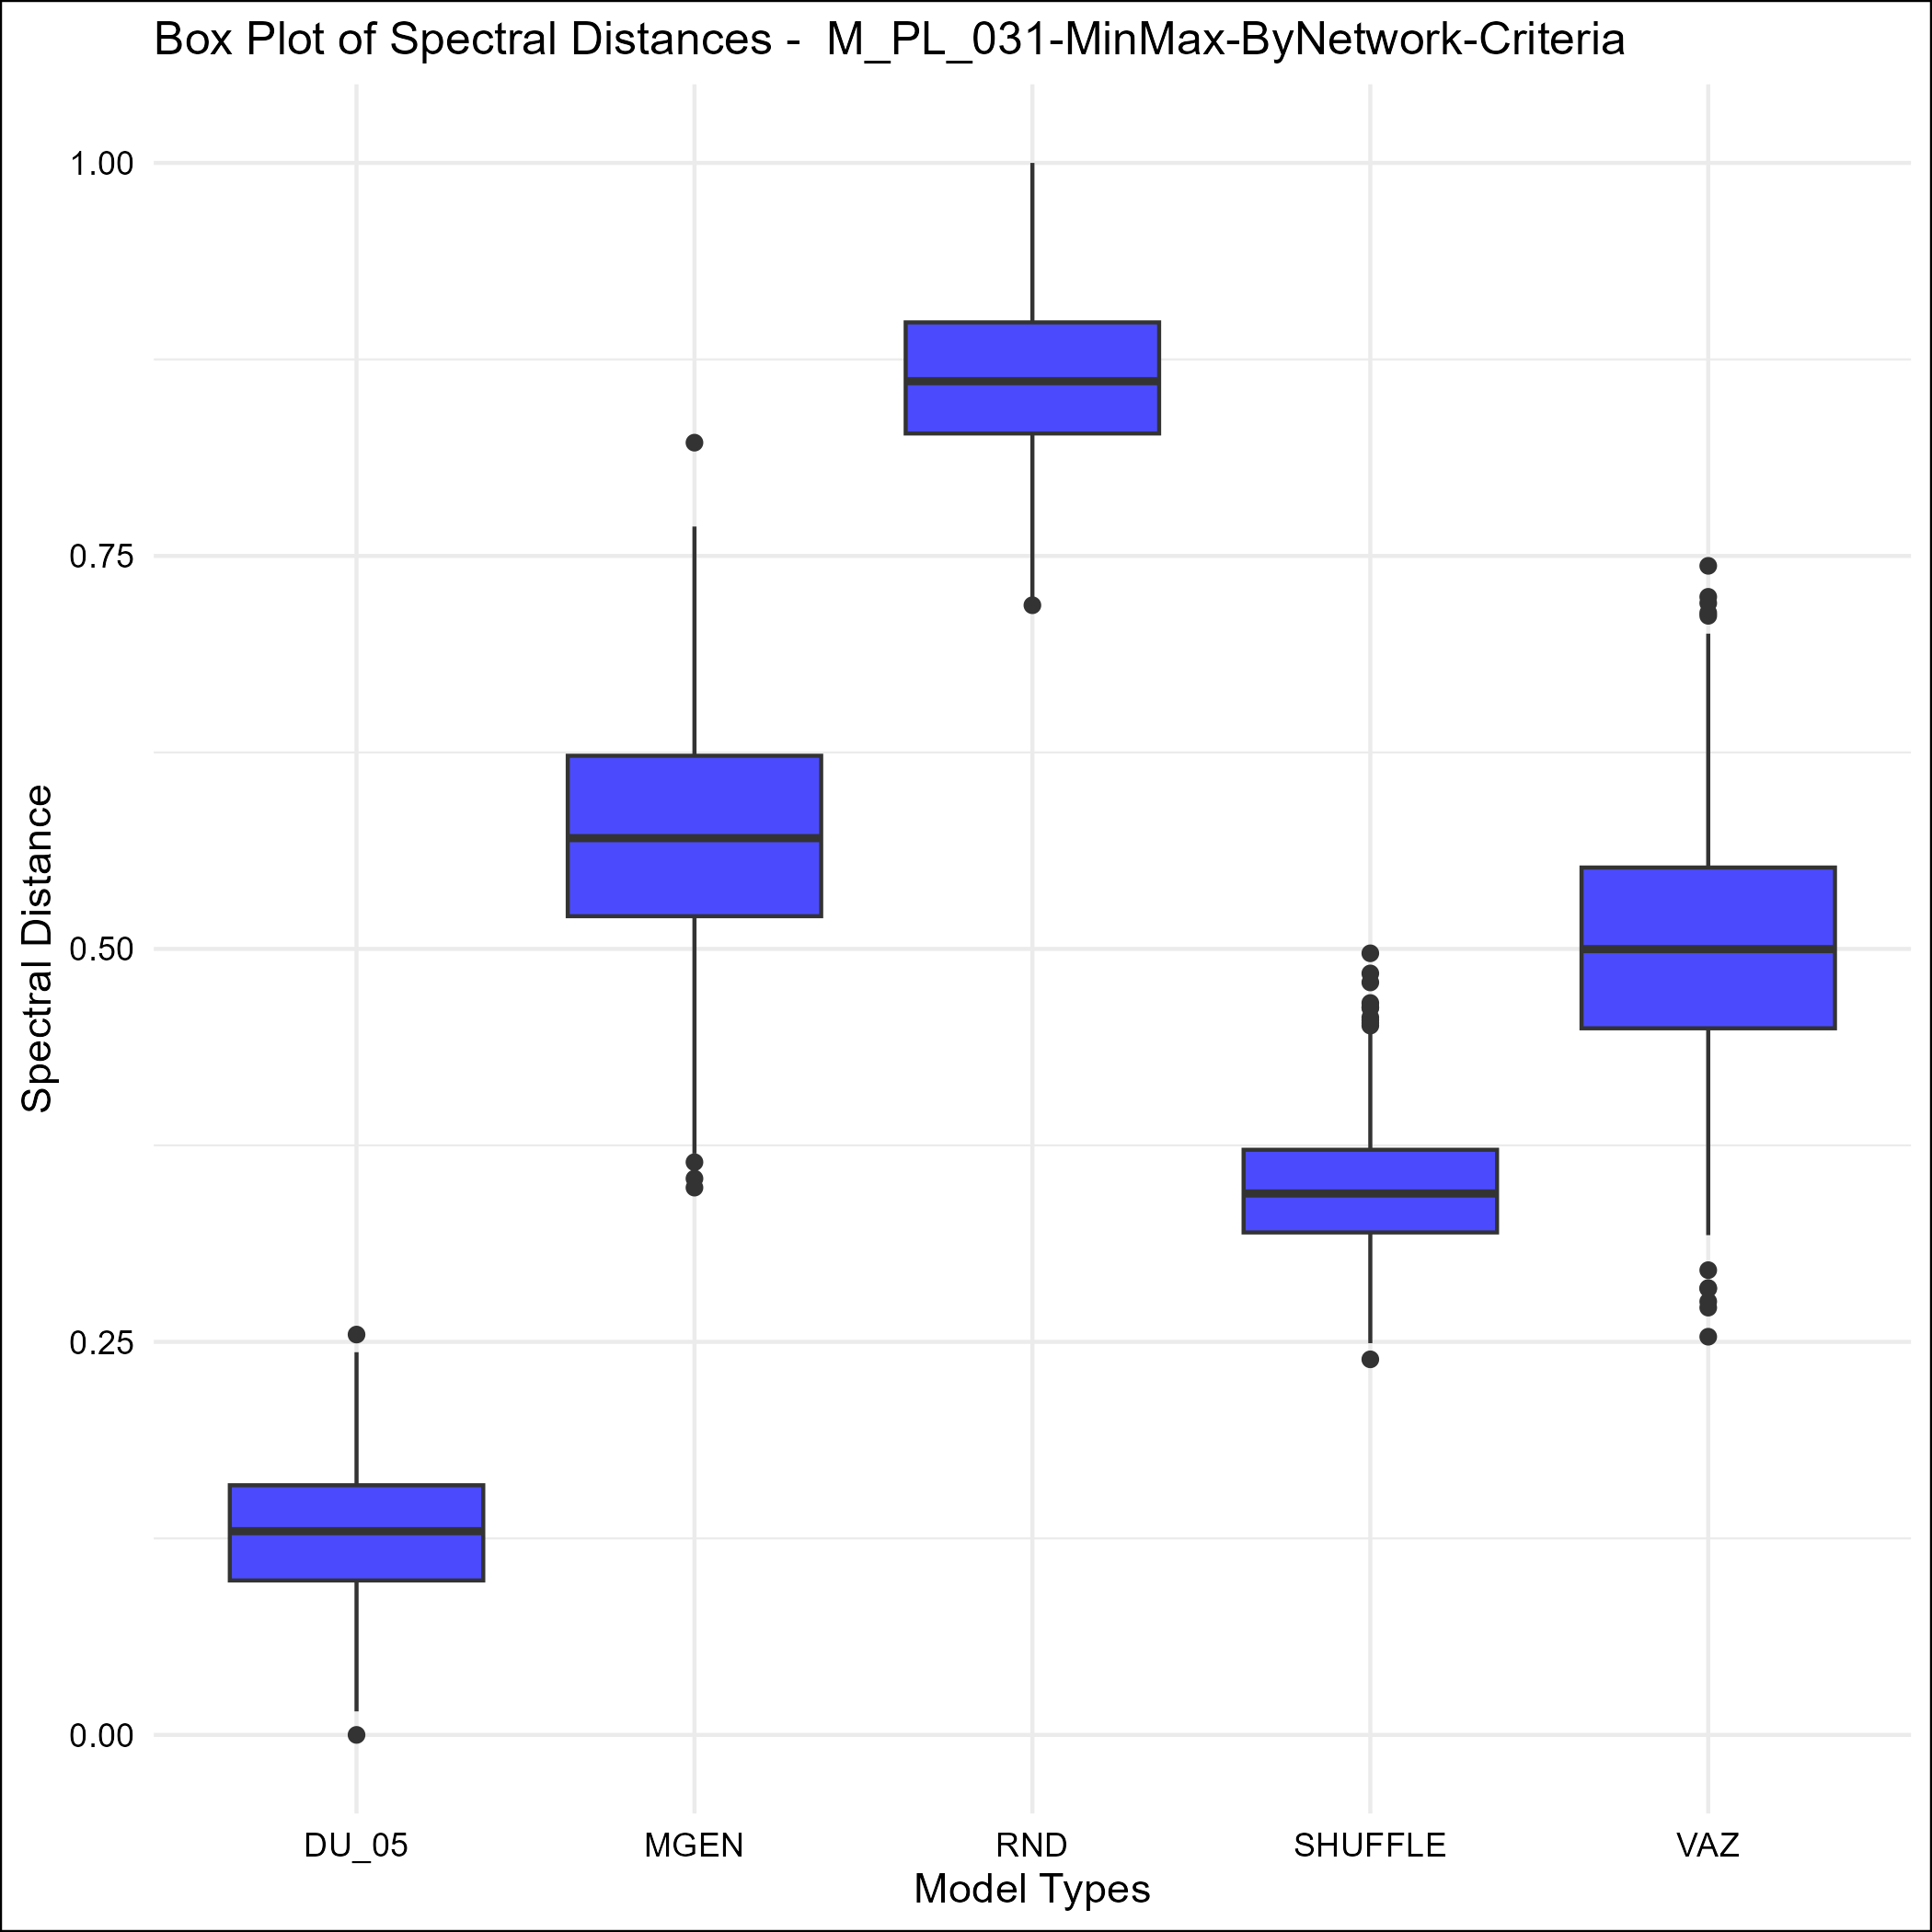 Box Plot of Spectral Distances -  M_PL_031-MinMax-ByNetwork-Criteria
Spectral Distance
1.00
0.75
0.50
0.25
0.00
DU_05 MGEN RND SHUFFLE VAZ
Model Types